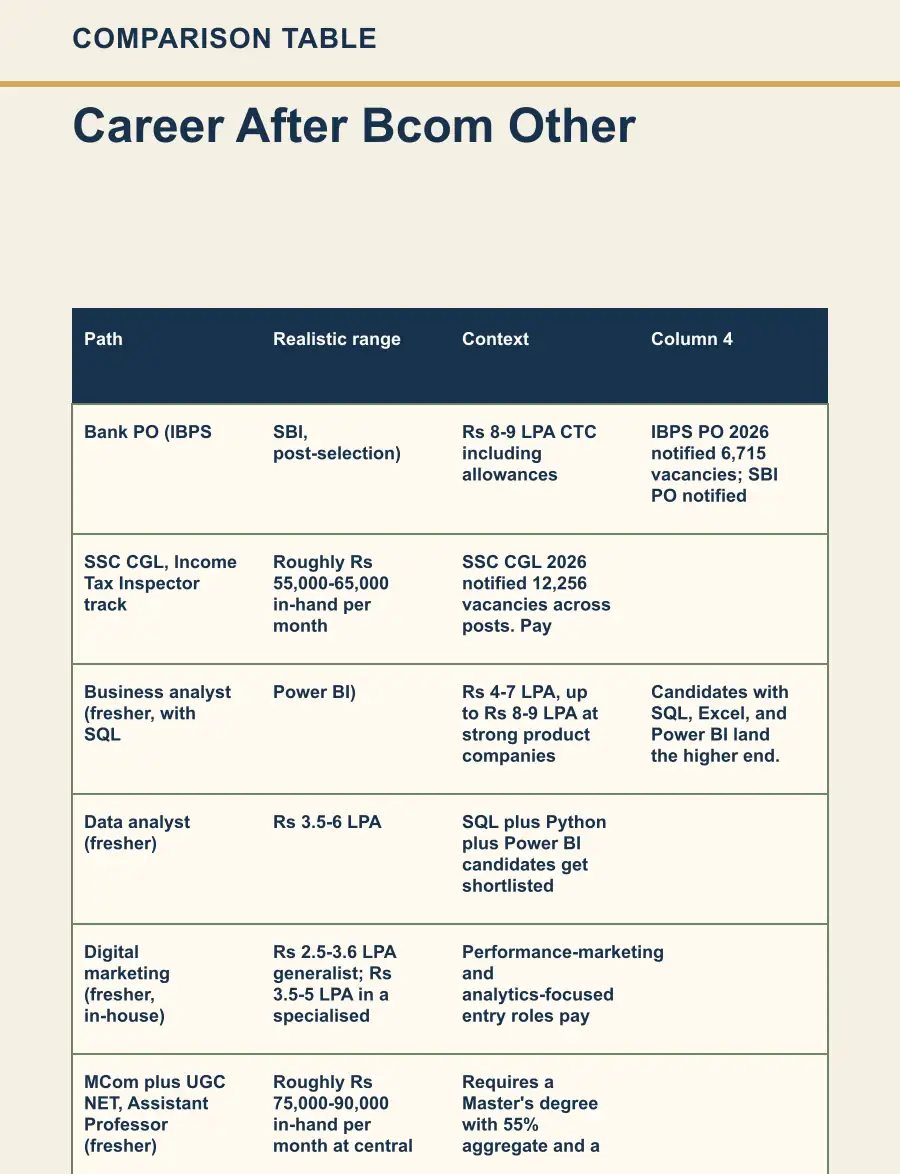 COMPARISON TABLE
Career After Bcom Other
Path
Realistic range
Context
Column 4
Bank PO (IBPS
SBI,
post-selection)
Rs 8-9 LPA CTC
including
allowances
IBPS PO 2026
notified 6,715
vacancies; SBI
PO notified
SSC CGL, Income
Tax Inspector
track
Roughly Rs
55,000-65,000
in-hand per
month
SSC CGL 2026
notified 12,256
vacancies across
posts. Pay
Business analyst
(fresher, with
SQL
Power BI)
Rs 4-7 LPA, up
to Rs 8-9 LPA at
strong product
companies
Candidates with
SQL, Excel, and
Power BI land
the higher end.
Data analyst
(fresher)
Rs 3.5-6 LPA
SQL plus Python
plus Power BI
candidates get
shortlisted
Digital
marketing
(fresher,
in-house)
Rs 2.5-3.6 LPA
generalist; Rs
3.5-5 LPA in a
specialised
Performance-marketing
and
analytics-focused
entry roles pay
MCom plus UGC
NET, Assistant
Professor
(fresher)
Roughly Rs
75,000-90,000
in-hand per
month at central
Requires a
Master's degree
with 55%
aggregate and a